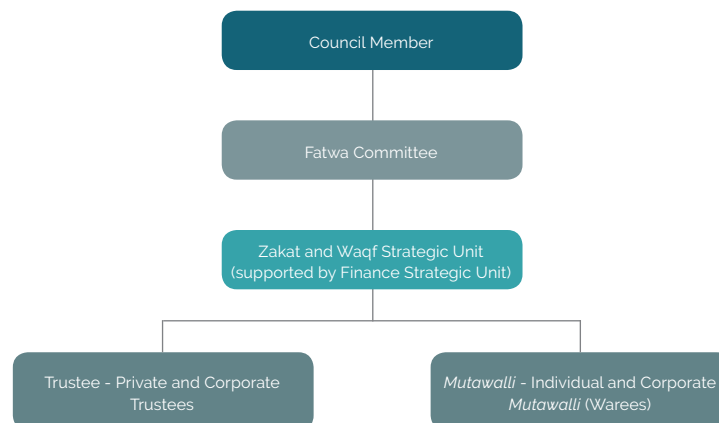 Council Member
Fatwa Committee
Zakat and Waqf Strategic Unit
(supported by Finance Strategic Unit)
Trustee - Private and Corporate
Trustees
Mutawalli - Individual and Corporate
Mutawalli (Warees)